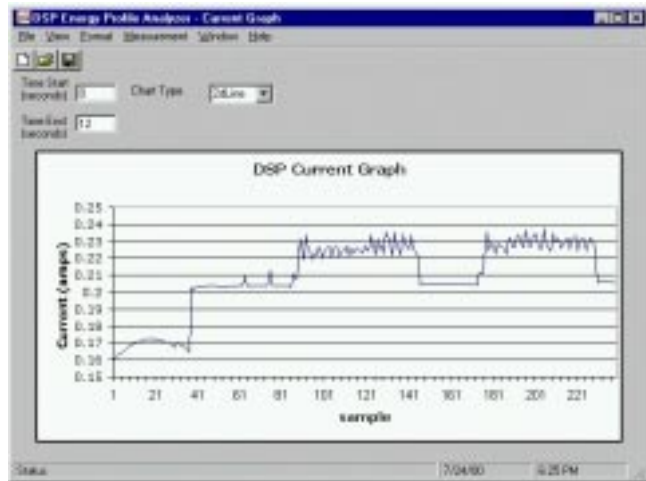 DSP Energy Profile Analyzer - Current Graph
File View Format Measurement Window Help
Time Start (seconds)
Chart Type
2dLine
Time End (seconds) 12
DSP Current Graph
Current (amps)
0.25
0.24
0.23
0.22
0.21
0.2
0.19
0.18
0.17
0.16
0.15
1 21 41 61 81 101 121 141 161 181 201 221
sample
Status 7/24/00 6:25 PM